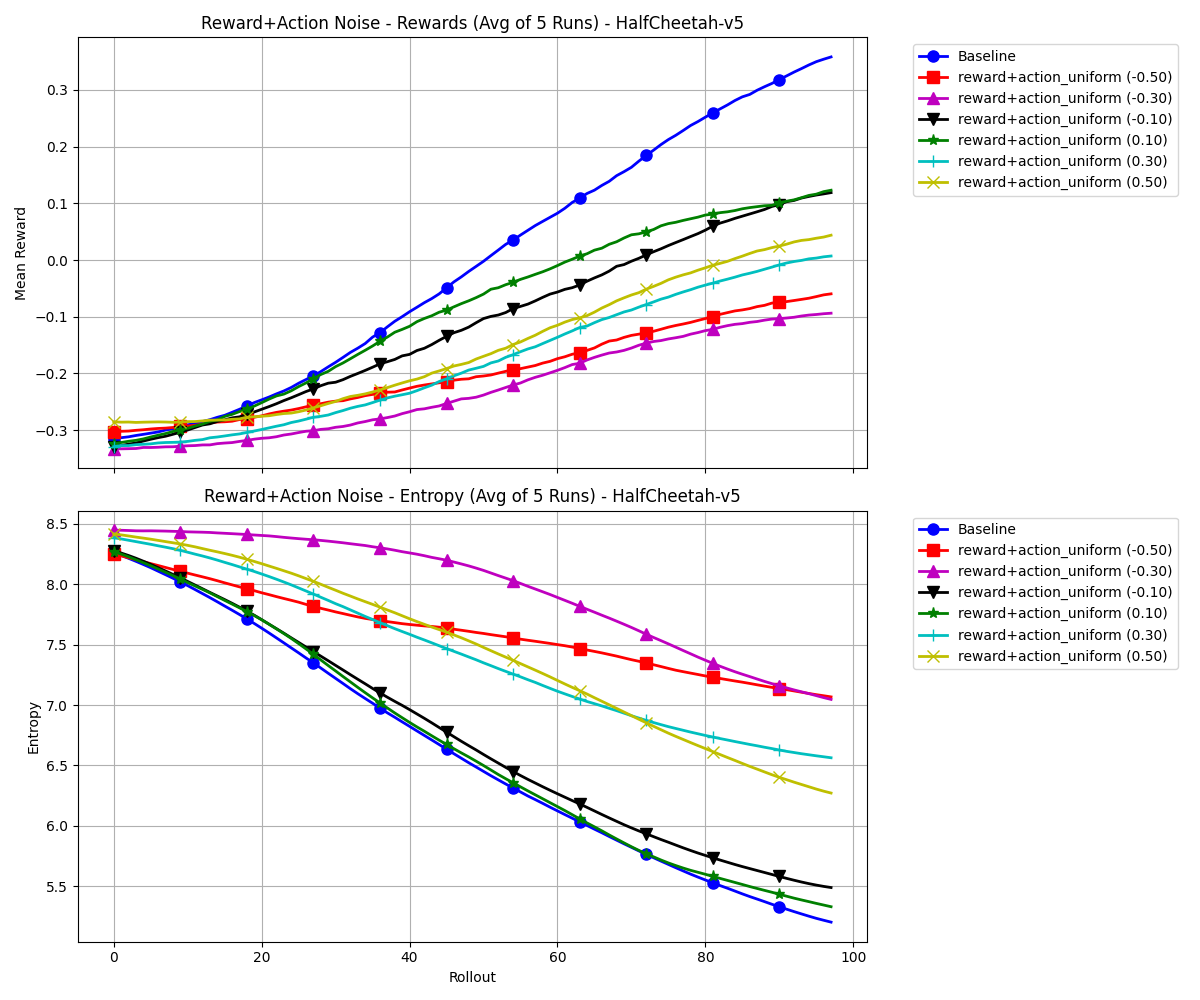 Reward+Action Noise - Rewards (Avg of 5 Runs) - HalfCheetah-v5
Mean Reward
0.3
0.2
0.1
0.0
−0.1
−0.2
−0.3
Baseline
reward+action_uniform (-0.50)
reward+action_uniform (-0.30)
reward+action_uniform (-0.10)
reward+action_uniform (0.10)
reward+action_uniform (0.30)
reward+action_uniform (0.50)
Reward+Action Noise - Entropy (Avg of 5 Runs) - HalfCheetah-v5
Entropy
8.5
8.0
7.5
7.0
6.5
6.0
5.5
0 20 40 60 80 100
Rollout
Baseline
reward+action_uniform (-0.50)
reward+action_uniform (-0.30)
reward+action_uniform (-0.10)
reward+action_uniform (0.10)
reward+action_uniform (0.30)
reward+action_uniform (0.50)